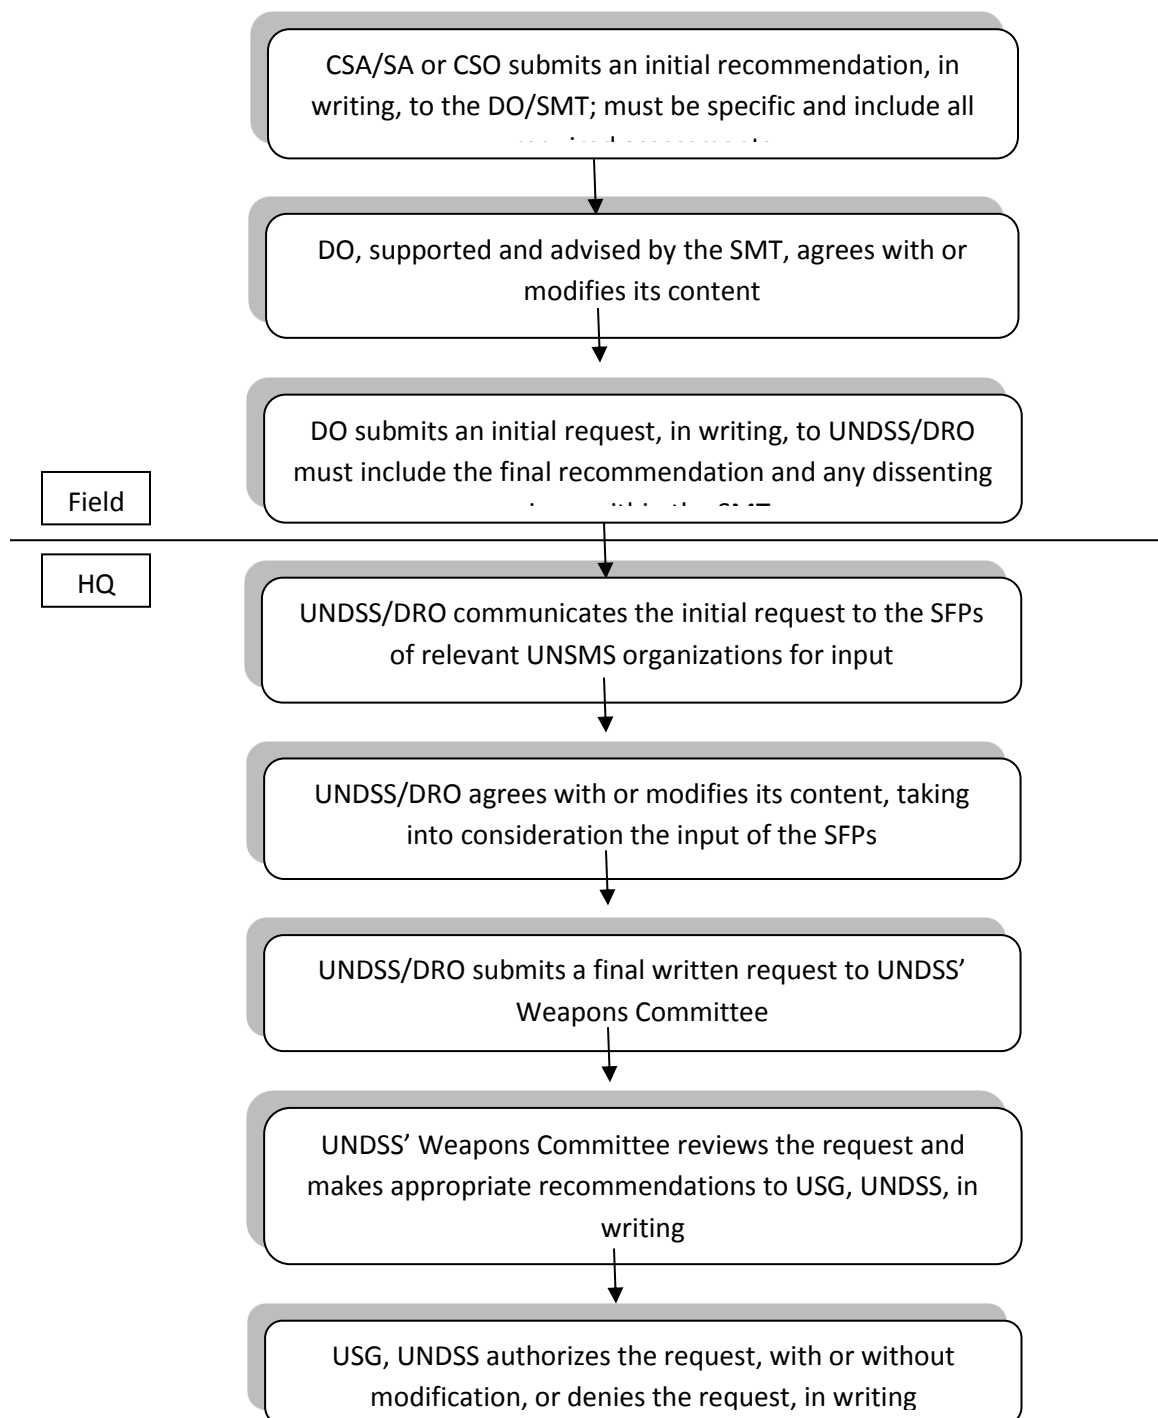 CSA/SA or CSO submits an initial recommendation, in
writing, to the DO/SMT; must be specific and include all
DO, supported and advised by the SMT, agrees with or
modifies its content
DO submits an initial request, in writing, to UNDSS/DRO
must include the final recommendation and any dissenting
within the SMT
Field
HQ
UNDSS/DRO communicates the initial request to the SFPs
of relevant UNSMS organizations for input
UNDSS/DRO agrees with or modifies its content, taking
into consideration the input of the SFPs
UNDSS/DRO submits a final written request to UNDSS’
Weapons Committee
UNDSS’ Weapons Committee reviews the request and
makes appropriate recommendations to USG, UNDSS, in
writing
USG, UNDSS authorizes the request, with or without
modification, or denies the request, in writing